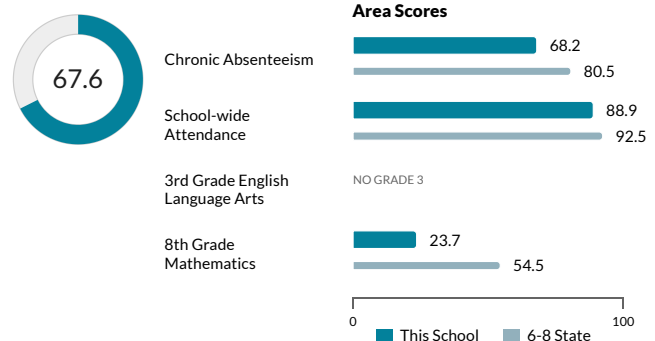 Area Scores
67.6
Chronic Absenteeism
68.2
80.5
School-wide
Attendance
88.9
92.5
3rd Grade English
Language Arts
NO GRADE 3
8th Grade
Mathematics
23.7
54.5
0
100
This School
6-8 State